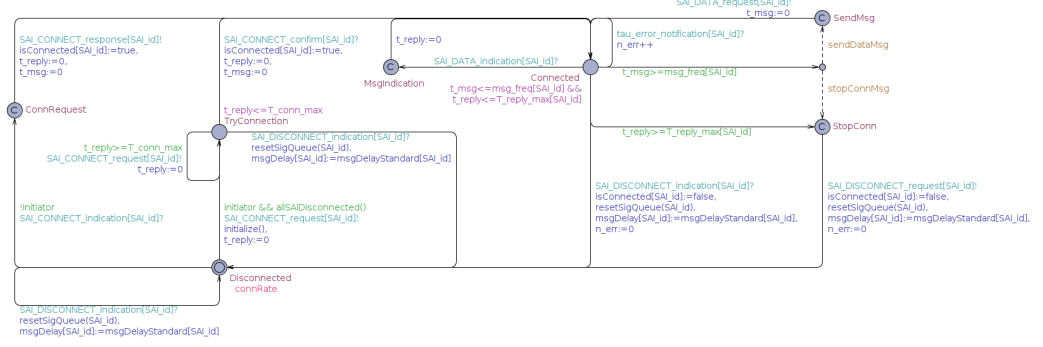 SAI_DATA_request[SAI_id]!
t_msg:=0
SendMsg
SAI_CONNECT_response[SAI_id]!
isConnected[SAI_id]:=true,
t_reply:=0,
t_msg:=0
SAI_CONNECT_confirm[SAI_id]?
isConnected[SAI_id]:=true,
t_reply:=0,
t_msg:=0
t_reply:=0
tau_error_notification[SAI_id]?
n_err++
sendDataMsg
SAI_DATA_indication[SAI_id]?
MsgIndication
Connected
t_msg<=msg_freq[SAI_id] &&
t_reply<=T_reply_max[SAI_id]
t_msg>=msg_freq[SAI_id]
stopConnMsg
C
C
C
C
ConnRequest
t_reply<=T_conn_max
TryConnection
t_reply>=T_reply_max[SAI_id]
StopConn
t_reply>=T_conn_max
SAI_CONNECT_request[SAI_id]!
t_reply:=0
SAI_DISCONNECT_indication[SAI_id]?
resetSigQueue(SAI_id),
msgDelay[SAI_id]:=msgDelayStandard[SAI_id]
!initiator
SAI_CONNECT_indication[SAI_id]?
initiator && allSAIDisconnected()
SAI_CONNECT_request[SAI_id]!
initialize(),
t_reply:=0
SAI_DISCONNECT_indication[SAI_id]?
isConnected[SAI_id]:=false,
resetSigQueue(SAI_id),
msgDelay[SAI_id]:=msgDelayStandard[SAI_id],
n_err:=0
SAI_DISCONNECT_request[SAI_id]!
isConnected[SAI_id]:=false,
resetSigQueue(SAI_id),
msgDelay[SAI_id]:=msgDelayStandard[SAI_id],
n_err:=0
Disconnected
connRate
SAI_DISCONNECT_indication[SAI_id]?
resetSigQueue(SAI_id),
msgDelay[SAI_id]:=msgDelayStandard[SAI_id]